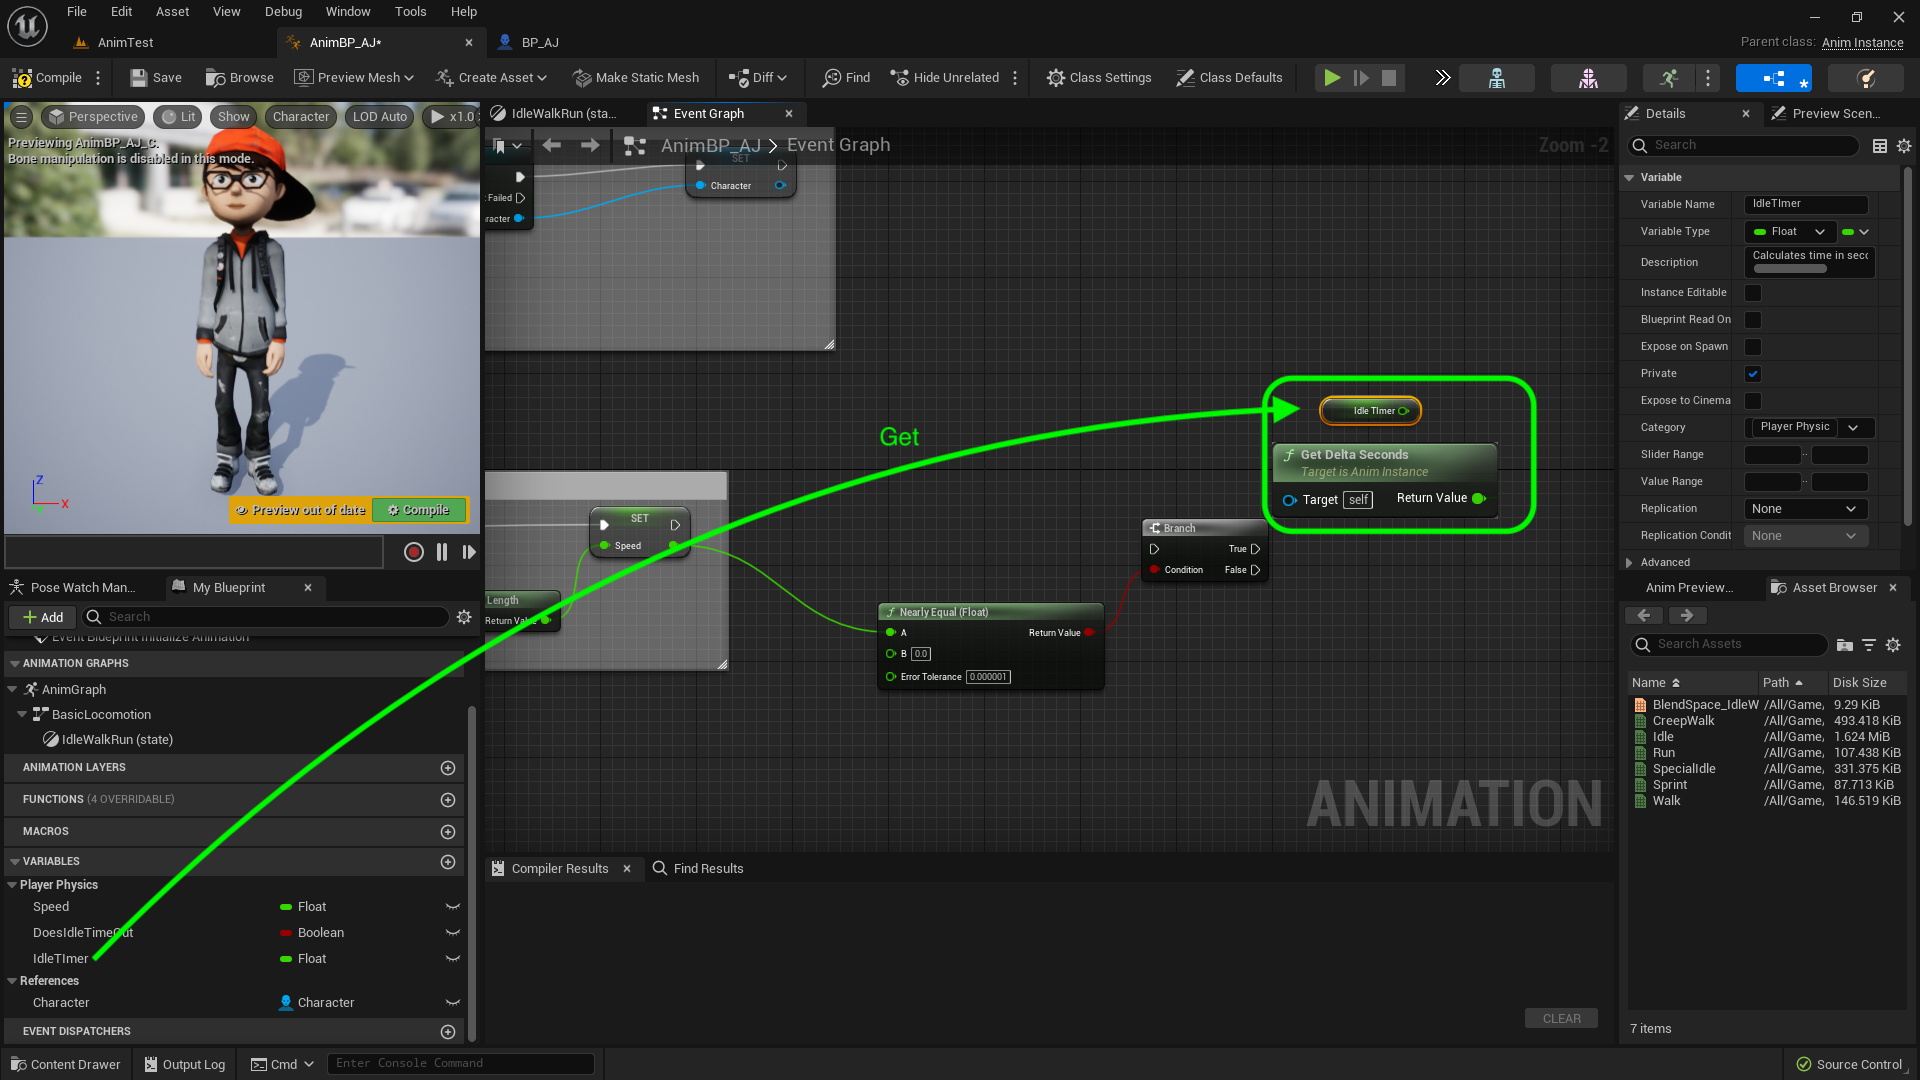 File Edit Asset View Debug Window Tools Help
AnimTest AnimBP_AJ* BP_AJ
Parent class: Anim Instance
Compile Save Browse Preview Mesh Create Asset Make Static Mesh Diff Find Hide Unrelated Class Settings Class Defaults
Perspective Lit Show Character LOD Auto x1.0
Previewing AnimBP_AJ_C.
Bone manipulation is disabled in this mode.
Z
X
Y
Preview out of date Compile
Pose Watch Man... My Blueprint
Add Search
Event Blueprint Initialize Animation
ANIMATION GRAPHS
AnimGraph
BasicLocomotion
IdleWalkRun (state)
ANIMATION LAYERS
FUNCTIONS (4 OVERRIDABLE)
MACROS
VARIABLES
Player Physics
Speed Float
DoesIdleTimeOut Boolean
IdleTImer Float
References
Character Character
EVENT DISPATCHERS
IdleWalkRun (sta... Event Graph
AnimBP_AJ > Event Graph
Zoom -2
SET
Character
Failed
racter
Get
Idle TImer
Get Delta Seconds
Target is Anim Instance
Target self Return Value
SET
Speed
Length
Return Value
Branch
True
Condition False
Nearly Equal (Float)
A Return Value
B 0.0
Error Tolerance 0.000001
ANIMATION
Compiler Results Find Results
CLEAR
Details Preview Scen...
Search
Variable
Variable Name IdleTImer
Variable Type Float
Description Calculates time in secc
Instance Editable
Blueprint Read On
Expose on Spawn
Private
Expose to Cinema
Category Player Physic
Slider Range
Value Range
Replication None
Replication Condit None
Advanced
Anim Preview... Asset Browser
Search Assets
Name Path Disk Size
BlendSpace_IdleW /All/Game, 9.29 KiB
CreepWalk /All/Game, 493.418 KiB
Idle /All/Game, 1.624 MiB
Run /All/Game, 107.438 KiB
SpecialIdle /All/Game, 331.375 KiB
Sprint /All/Game, 87.713 KiB
Walk /All/Game, 146.519 KiB
7 items
Content Drawer Output Log Cmd Enter Console Command Source Control